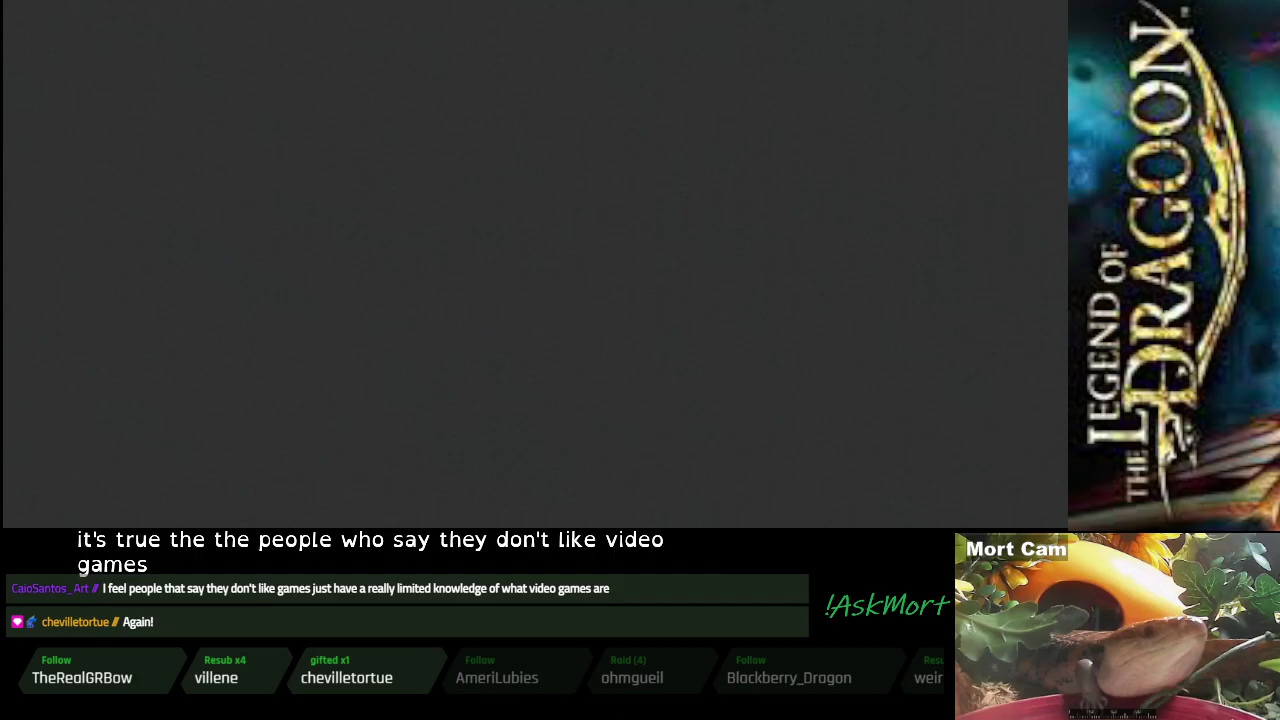 THE LEGEND OF
DRAGOON
it's true the the people who say they don't like video
games
CaioSantos_Art // I feel people that say they don't like games just have a really limited knowledge of what video games are
chevilletortue // Again!
!AskMort
Mort Cam
Follow
TheRealGRBow
Resub x4
villene
gifted x1
chevilletortue
Follow
AmeriLubies
Raid (4)
ohmgueil
Follow
Blackberry_Dragon
Resu
weir